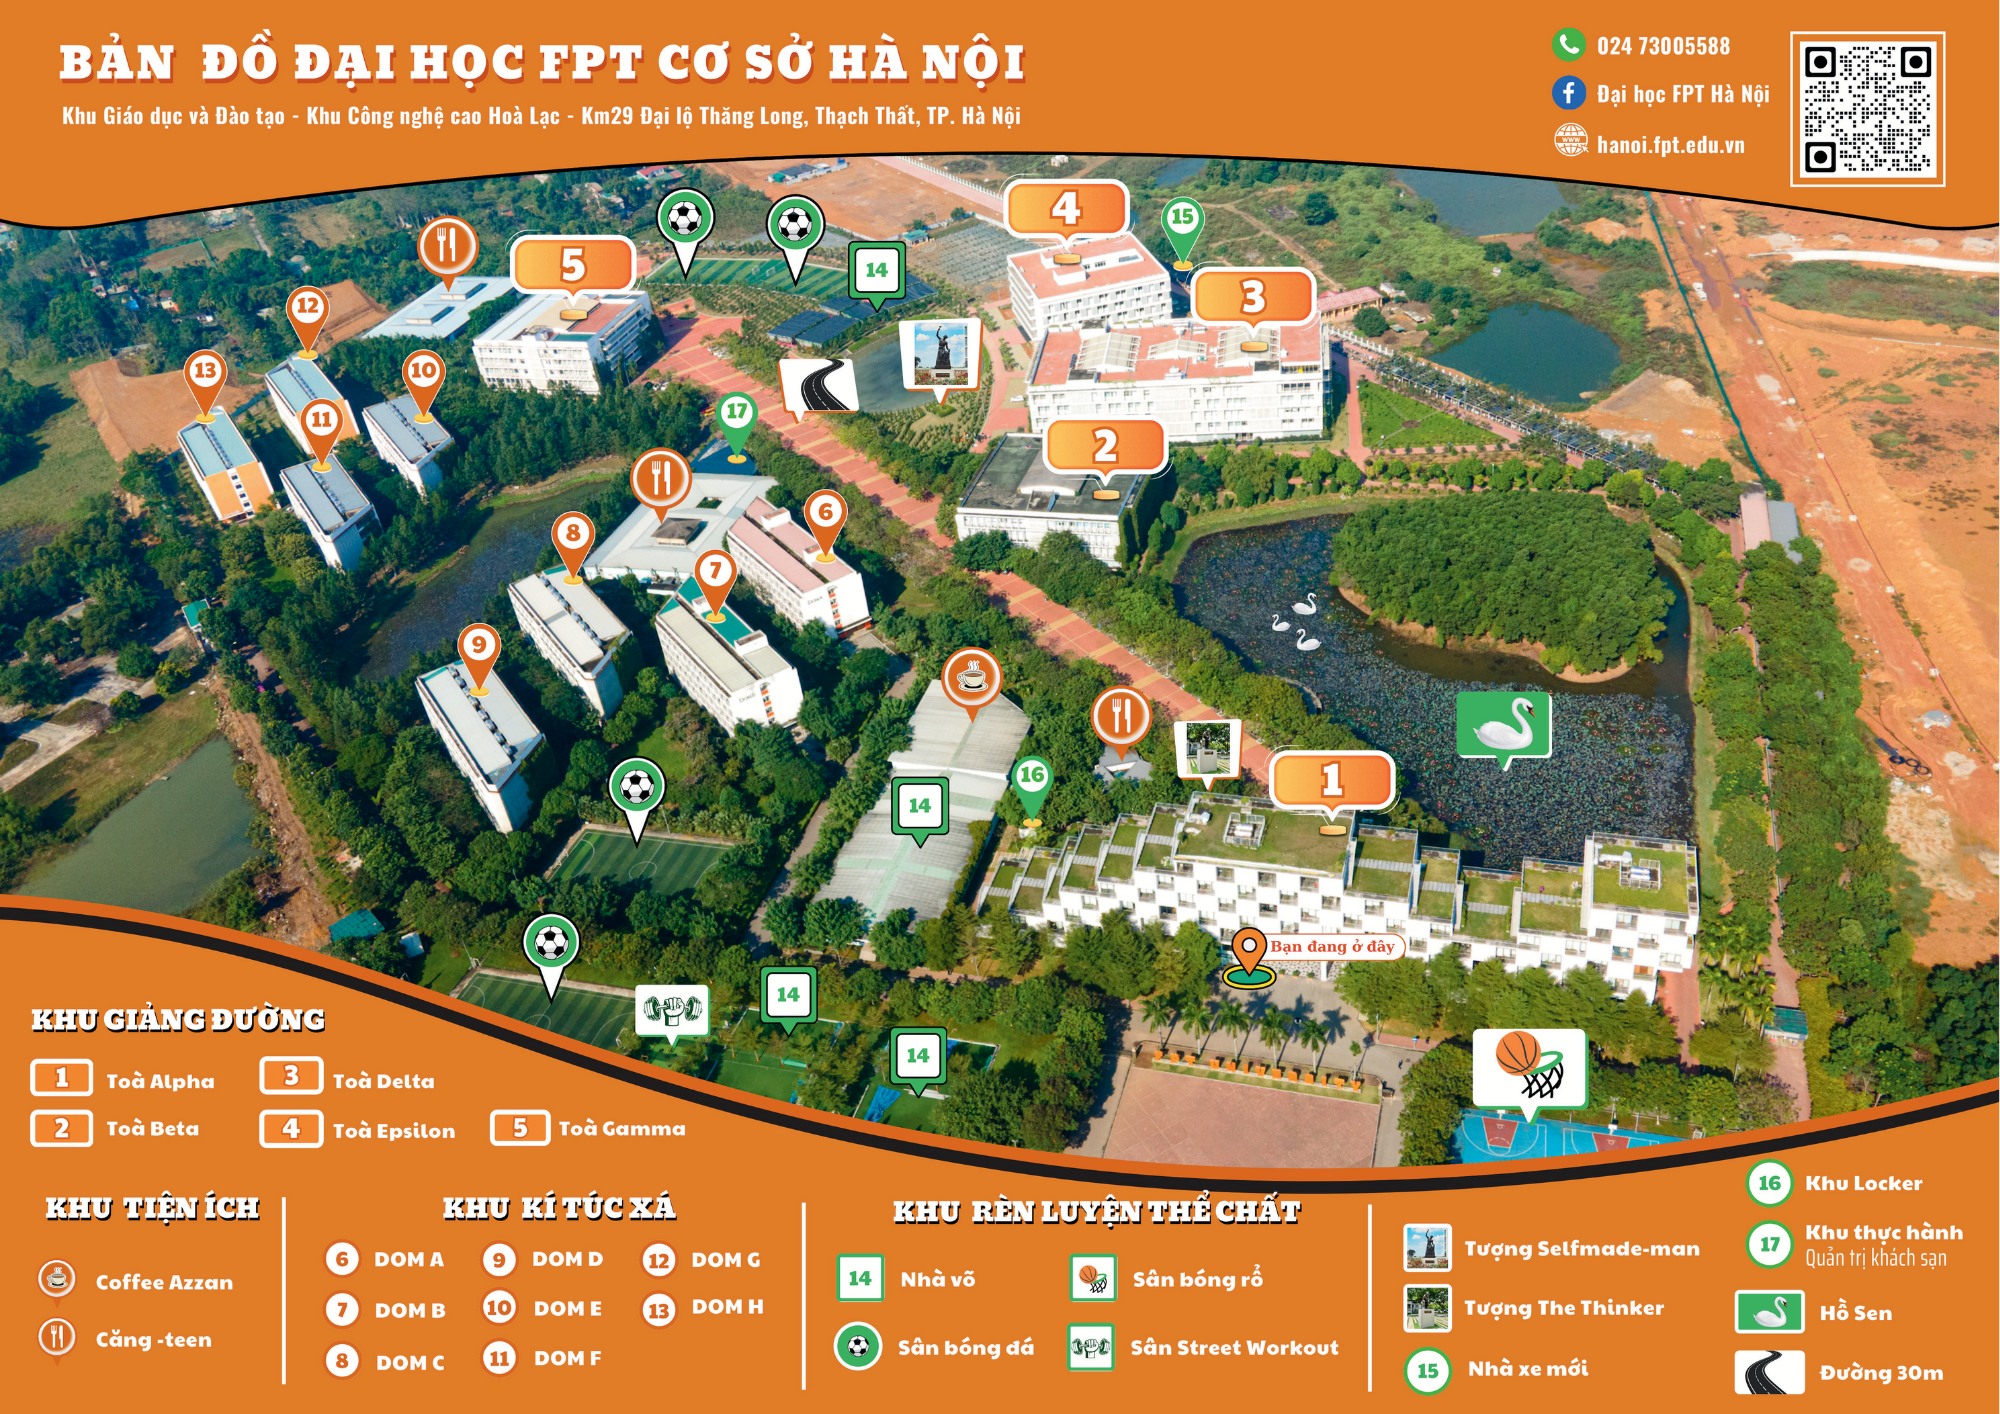 BẢN ĐỒ ĐẠI HỌC FPT CƠ SỞ HÀ NỘI
Khu Giáo dục và Đào tạo - Khu Công nghệ cao Hoà Lạc - Km29 Đại lộ Thăng Long, Thạch Thất, TP. Hà Nội
024 73005588
Đại học FPT Hà Nội
www
hanoi.fpt.edu.vn
4
15
5
14
3
12
13
10
11
17
2
6
8
7
9
16
1
14
Bạn đang ở đây
14
14
KHU GIẢNG ĐƯỜNG
1 Toà Alpha
3 Toà Delta
2 Toà Beta
4 Toà Epsilon
5 Toà Gamma
KHU TIỆN ÍCH
Coffee Azzan
Căng -teen
KHU KÍ TÚC XÁ
6 DOM A
9 DOM D
12 DOM G
7 DOM B
10 DOM E
13 DOM H
8 DOM C
11 DOM F
KHU RÈN LUYỆN THỂ CHẤT
14 Nhà võ
Sân bóng rổ
Sân bóng đá
Sân Street Workout
Tượng Selfmade-man
Tượng The Thinker
15 Nhà xe mới
16 Khu Locker
17 Khu thực hành
Quản trị khách sạn
Hồ Sen
Đường 30m